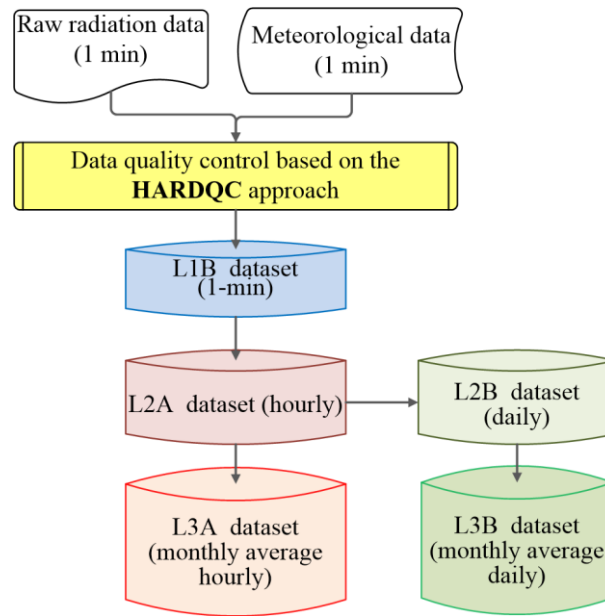 Raw radiation data
(1 min)
Meteorological data
(1 min)
Data quality control based on the
HARDQC approach
L1B dataset
(1-min)
L2A dataset (hourly)
L2B dataset
(daily)
L3A dataset
(monthly average
hourly)
L3B dataset
(monthly average
daily)